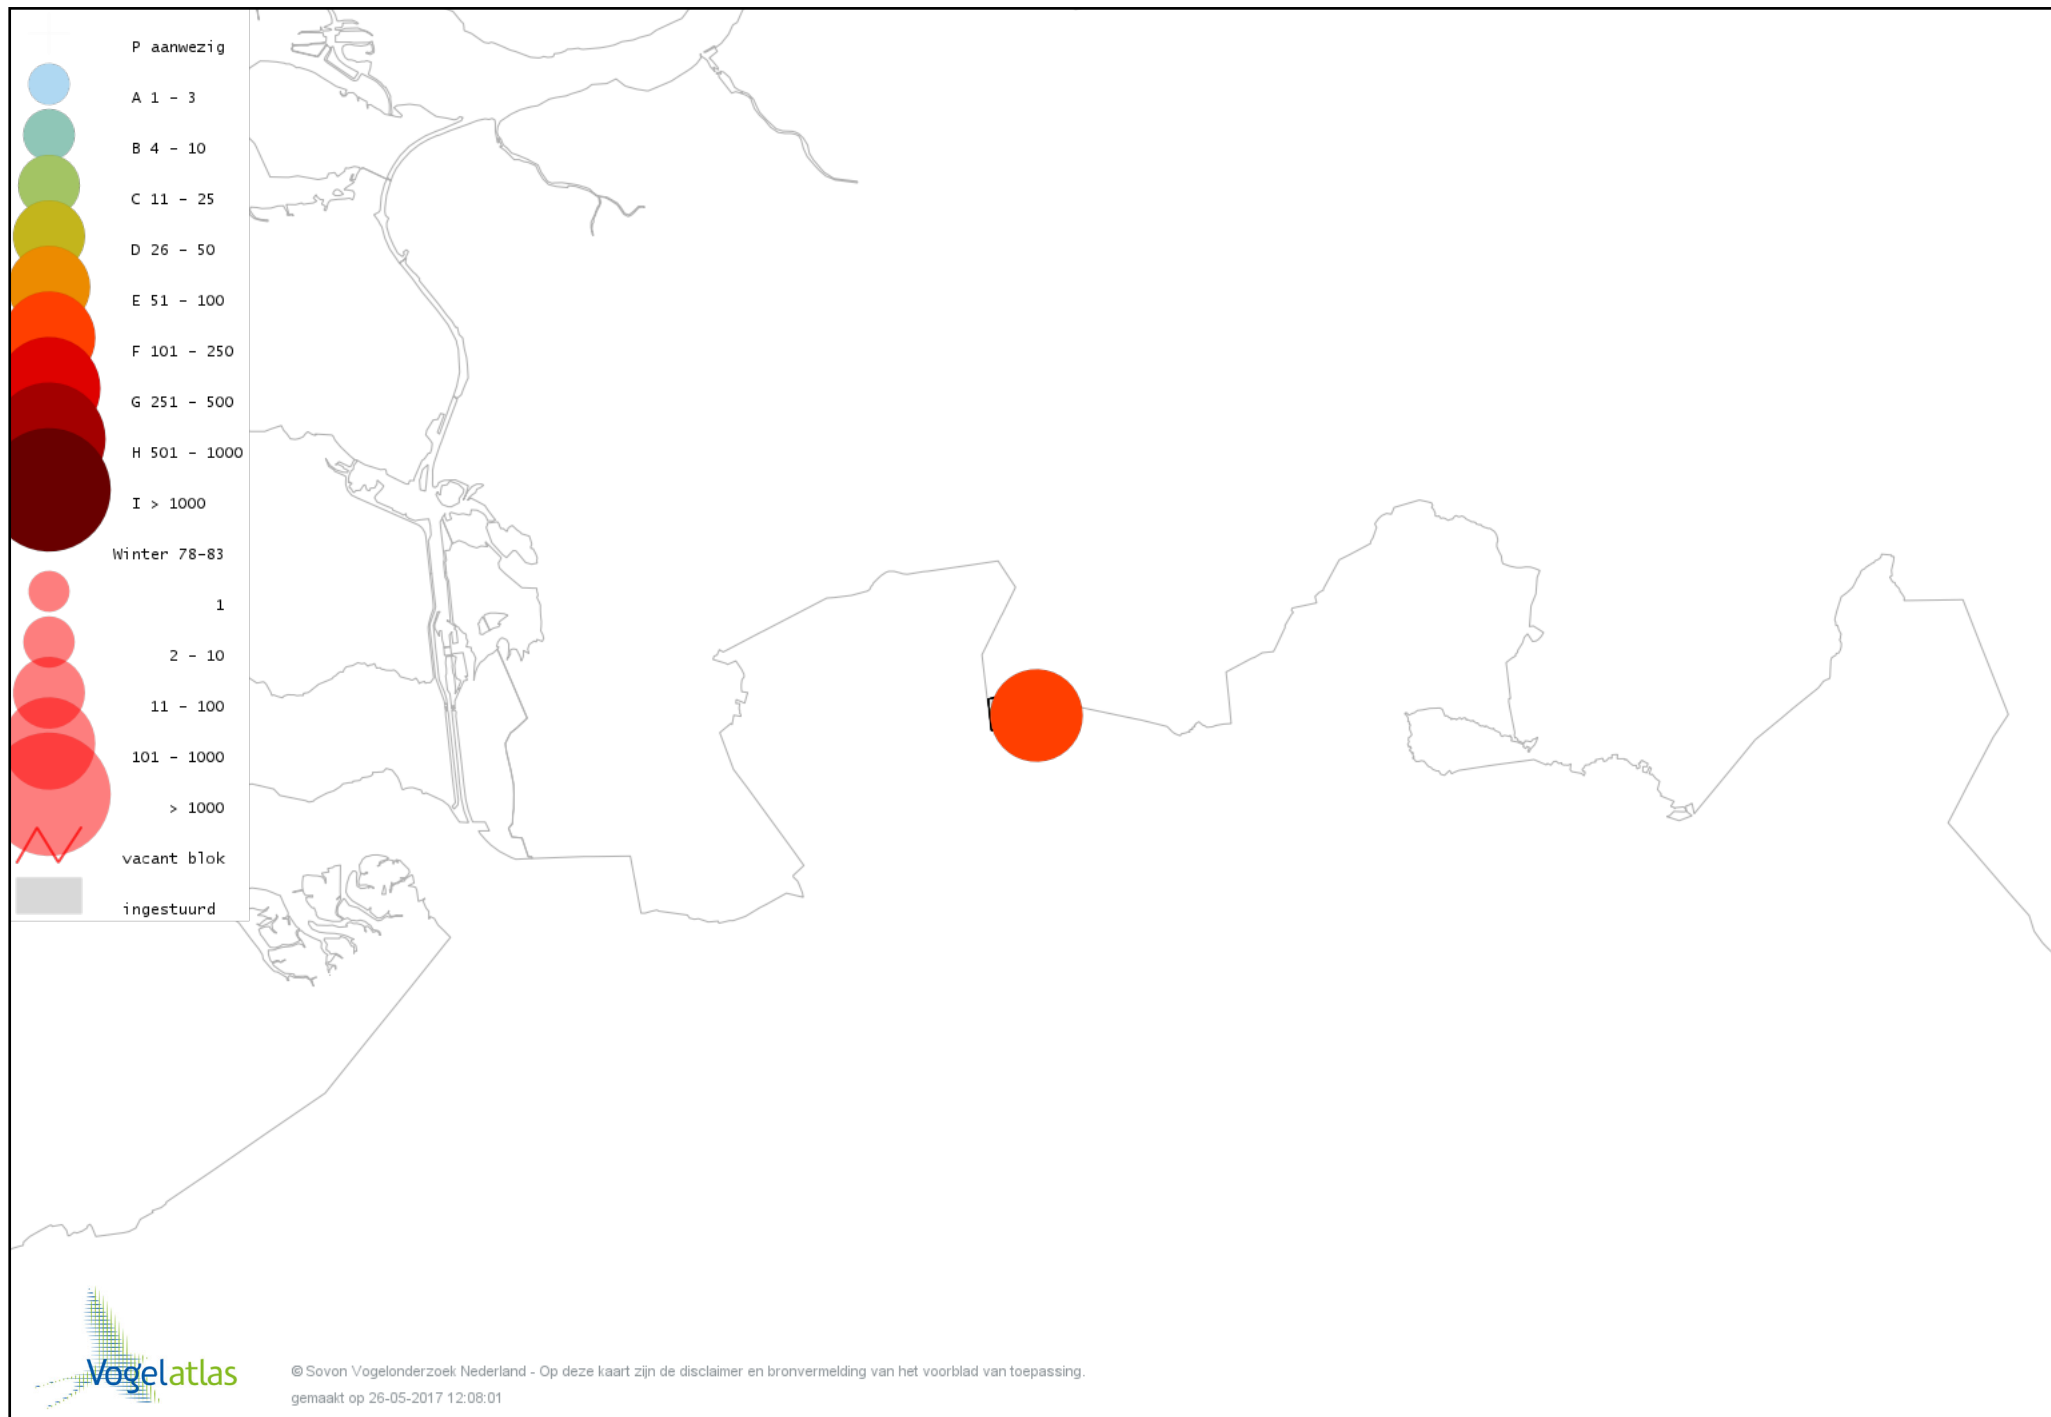 P aanwezig
A 1 - 3
B 4 - 10
C 11 - 25
D 26 - 50
E 51 - 100
F 101 - 250
G 251 - 500
H 501 - 1000
I > 1000
Winter 78-83
1
2 - 10
11 - 100
101 - 1000
> 1000
vacant blok
ingestuurd
Vogelatlas
© Sovon Vogelonderzoek Nederland - Op deze kaart zijn de disclaimer en bronvermelding van het voorblad van toepassing.
gemaakt op 26-05-2017 12:08:01